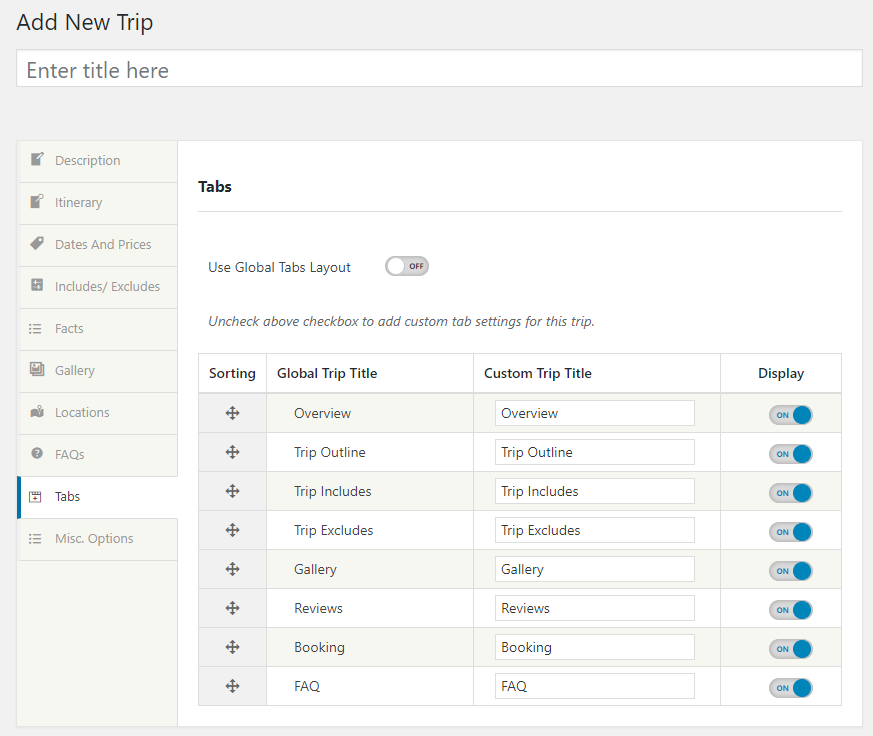 Add New Trip
Enter title here
Description
Itinerary
Dates And Prices
Includes/ Excludes
Facts
Gallery
Locations
FAQs
Tabs
Misc. Options
Tabs
Use Global Tabs Layout OFF
Uncheck above checkbox to add custom tab settings for this trip.
Sorting Global Trip Title Custom Trip Title Display
Overview Overview ON
Trip Outline Trip Outline ON
Trip Includes Trip Includes ON
Trip Excludes Trip Excludes ON
Gallery Gallery ON
Reviews Reviews ON
Booking Booking ON
FAQ FAQ ON